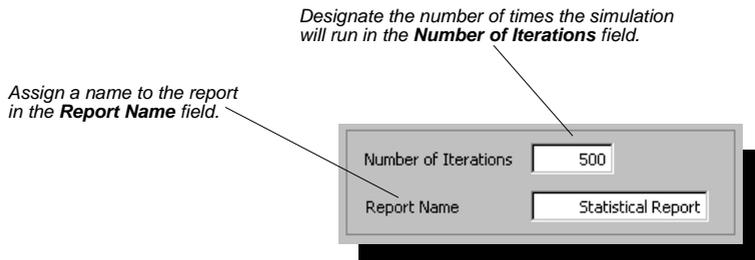 Designate the number of times the simulation
will run in the Number of Iterations field.
Assign a name to the report
in the Report Name field.
Number of Iterations 500
Report Name Statistical Report